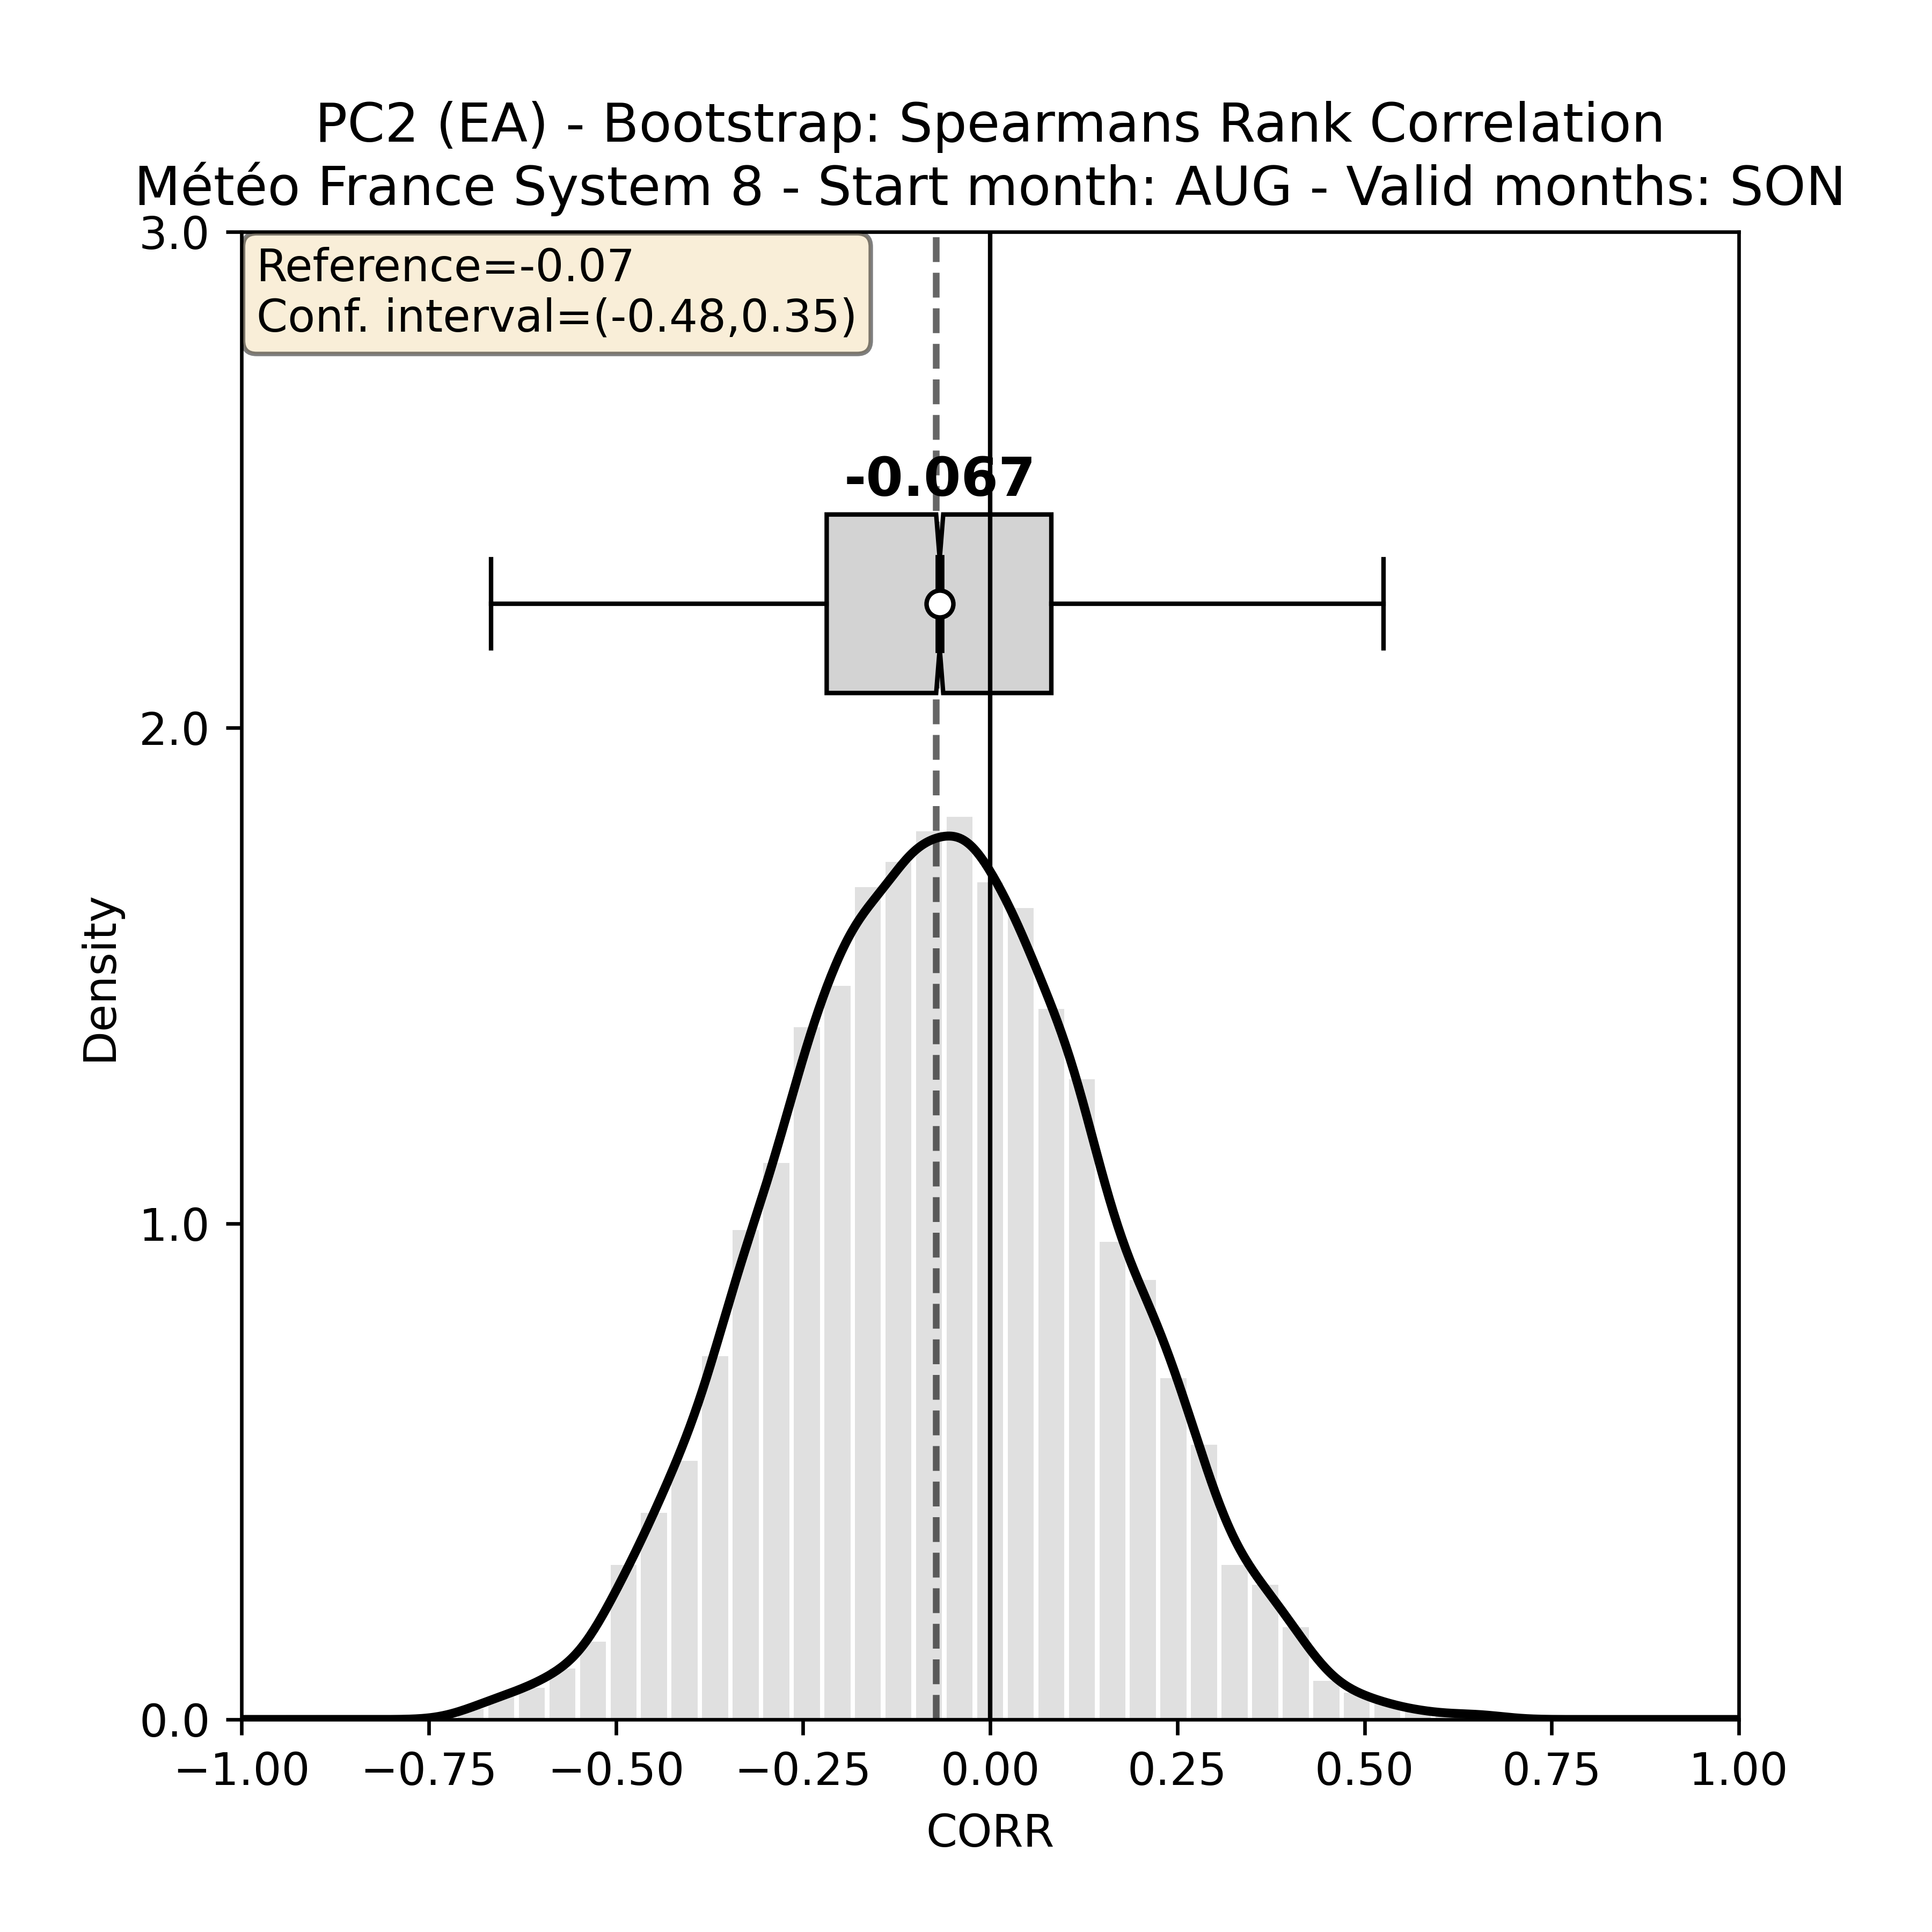 PC2 (EA) - Bootstrap: Spearmans Rank Correlation
Météo France System 8 - Start month: AUG - Valid months: SON
Reference=-0.07
Conf. interval=(-0.48,0.35)
-0.067
3.0
2.0
1.0
0.0
Density
−1.00 −0.75 −0.50 −0.25 0.00 0.25 0.50 0.75 1.00
CORR